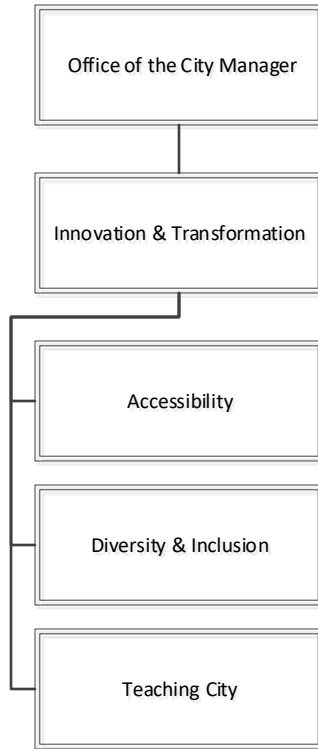 Office of the City Manager
Innovation & Transformation
Accessibility
Diversity & Inclusion
Teaching City